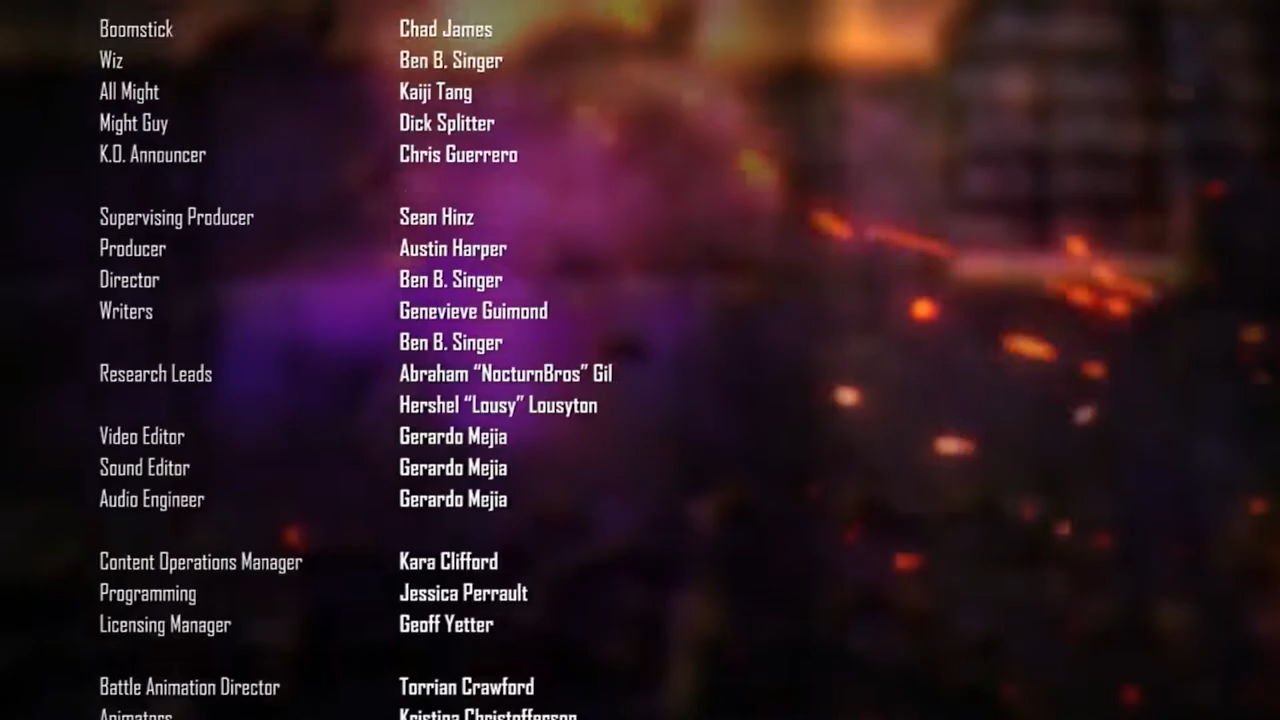 Boomstick Chad James
Wiz Ben B. Singer
All Might Kaiji Tang
Might Guy Dick Splitter
K.O. Announcer Chris Guerrero
Supervising Producer Sean Hinz
Producer Austin Harper
Director Ben B. Singer
Writers Genevieve Guimond
Ben B. Singer
Research Leads Abraham “NocturnBros” Gil
Hershel “Lousy” Lousyton
Video Editor Gerardo Mejia
Sound Editor Gerardo Mejia
Audio Engineer Gerardo Mejia
Content Operations Manager Kara Clifford
Programming Jessica Perrault
Licensing Manager Geoff Yetter
Battle Animation Director Torrian Crawford
Animators Kristina Christofferson